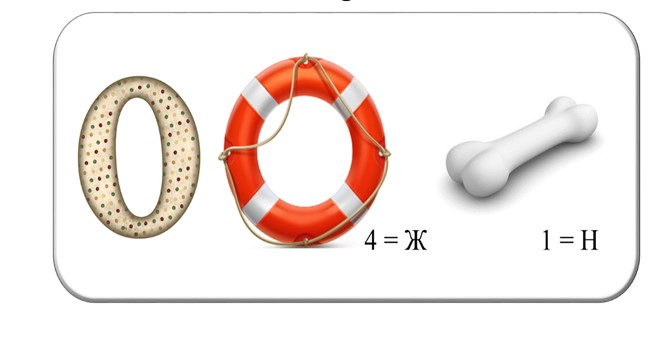 О
4 = Ж
1 = Н